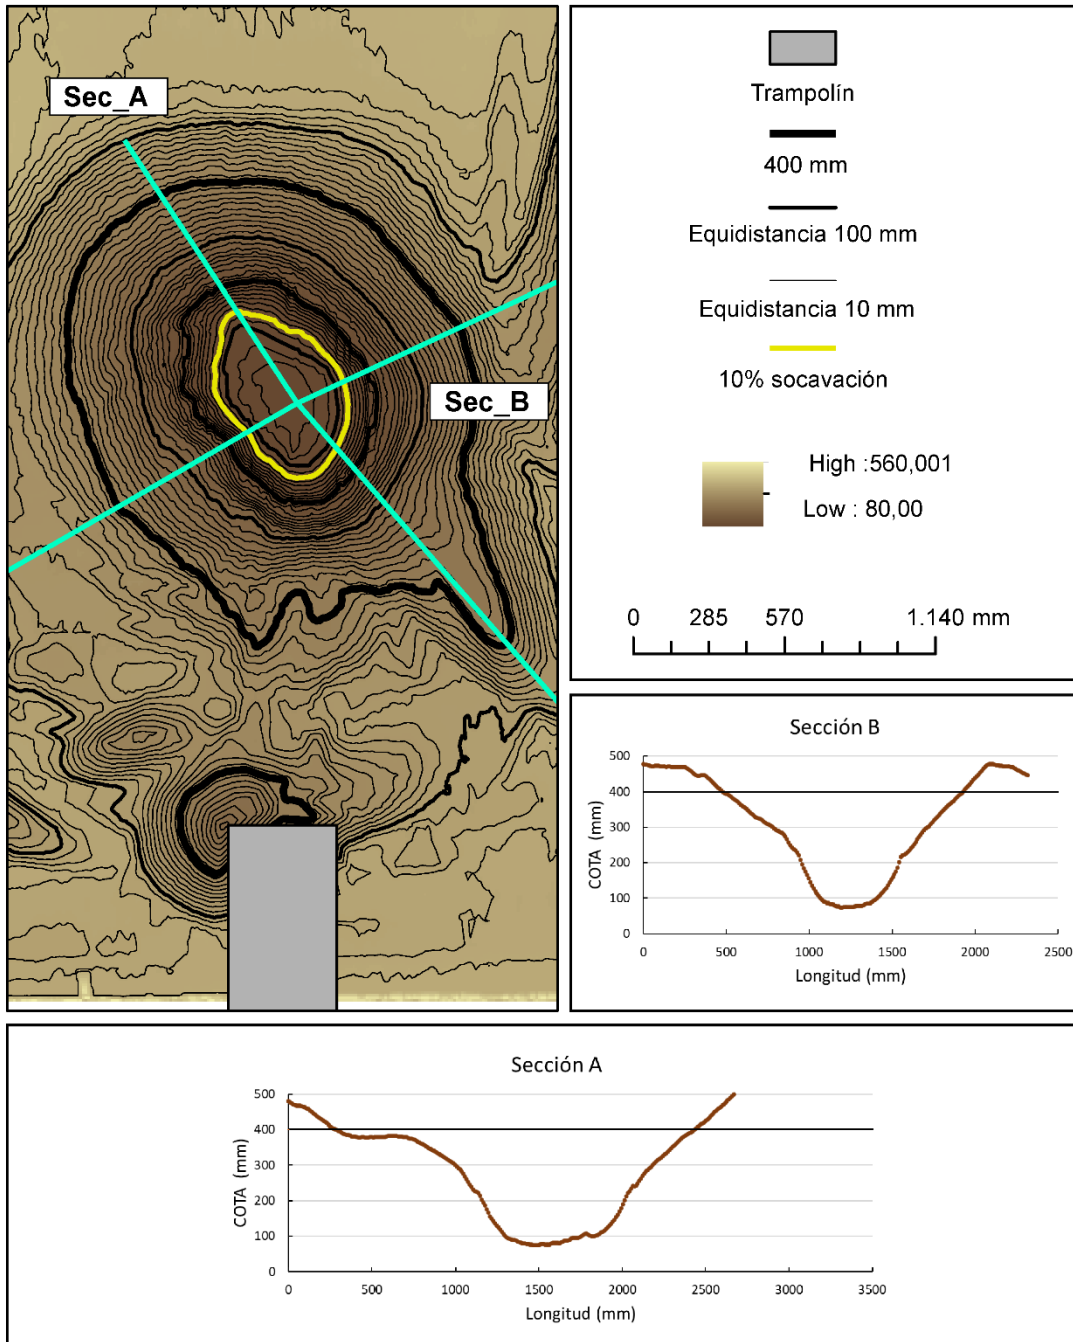 Sec_A
Sec_B
Trampolín
400 mm
Equidistancia 100 mm
Equidistancia 10 mm
10% socavación
High :560,001
Low : 80,00
0 285 570 1.140 mm
Sección B
COTA (mm)
500
400
300
200
100
0
0 500 1000 1500 2000 2500
Longitud (mm)
Sección A
COTA (mm)
500
400
300
200
100
0
0 500 1000 1500 2000 2500 3000 3500
Longitud (mm)